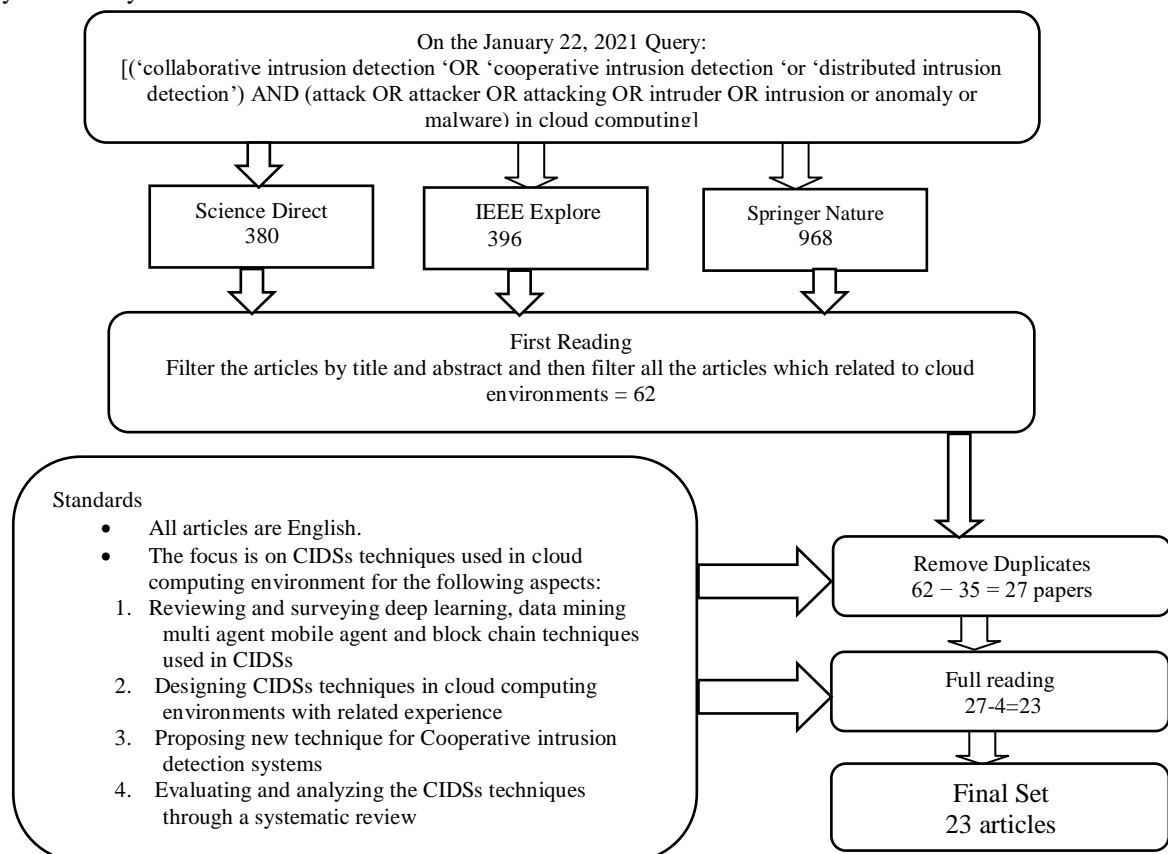 On the January 22, 2021 Query:
[(‘collaborative intrusion detection ‘OR ‘cooperative intrusion detection ‘or ‘distributed intrusion
detection’) AND (attack OR attacker OR attacking OR intruder OR intrusion or anomaly or
malware) in cloud computing]
Science Direct
380
IEEE Explore
396
Springer Nature
968
First Reading
Filter the articles by title and abstract and then filter all the articles which related to cloud
environments = 62
Standards
• All articles are English.
• The focus is on CIDSs techniques used in cloud
computing environment for the following aspects:
1. Reviewing and surveying deep learning, data mining
multi agent mobile agent and block chain techniques
used in CIDSs
2. Designing CIDSs techniques in cloud computing
environments with related experience
3. Proposing new technique for Cooperative intrusion
detection systems
4. Evaluating and analyzing the CIDSs techniques
through a systematic review
Remove Duplicates
62 − 35 = 27 papers
Full reading
27-4=23
Final Set
23 articles